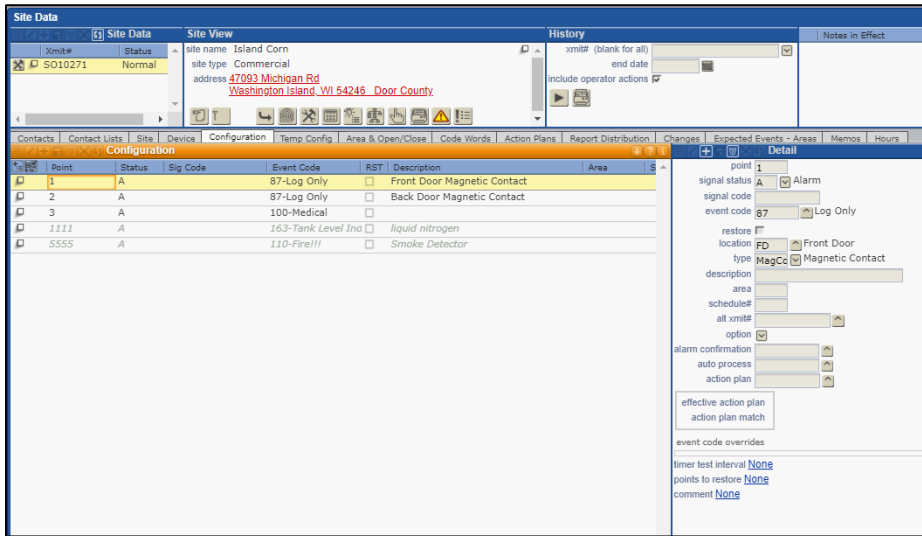 Site Data
Site Data
Xmit# Status
SO10271 Normal
Site View
site name Island Corn
site type Commercial
address 47093 Michigan Rd
Washington Island, WI 54246 Door County
History
xmit# (blank for all)
end date
include operator actions
Notes in Effect
Contacts Contact Lists Site Device Configuration Temp Config Area & Open/Close Code Words Action Plans Report Distribution Changes Expected Events - Areas Memos Hours
Configuration
Point Status Sig Code Event Code RST Description Area S
1 A 87-Log Only Front Door Magnetic Contact
2 A 87-Log Only Back Door Magnetic Contact
3 A 100-Medical
1111 A 163-Tank Level Ind liquid nitrogen
5555 A 110-Fire!!! Smoke Detector
Detail
point 1
signal status A Alarm
signal code
event code 87 Log Only
restore
location FD Front Door
type MagCo Magnetic Contact
description
area
schedule#
alt xmit#
option
alarm confirmation
auto process
action plan
effective action plan
action plan match
event code overrides
timer test interval None
points to restore None
comment None